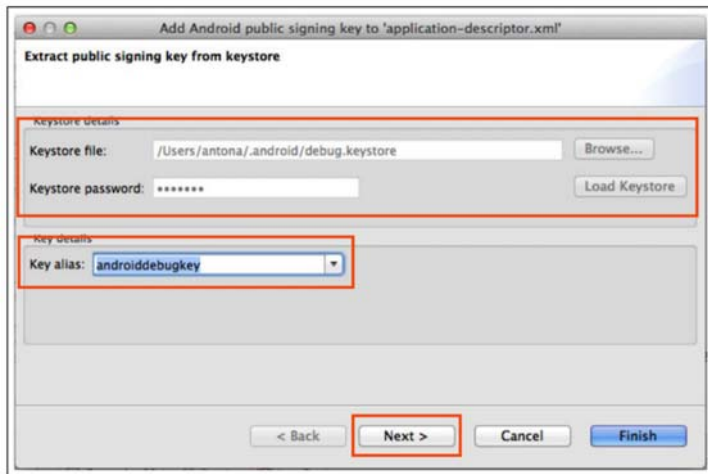 Add Android public signing key to 'application-descriptor.xml'
Extract public signing key from keystore
Keystore details
Keystore file: /Users/antona/.android/debug.keystore Browse...
Keystore password: ••••••• Load Keystore
Key details
Key alias: androiddebugkey
< Back Next > Cancel Finish